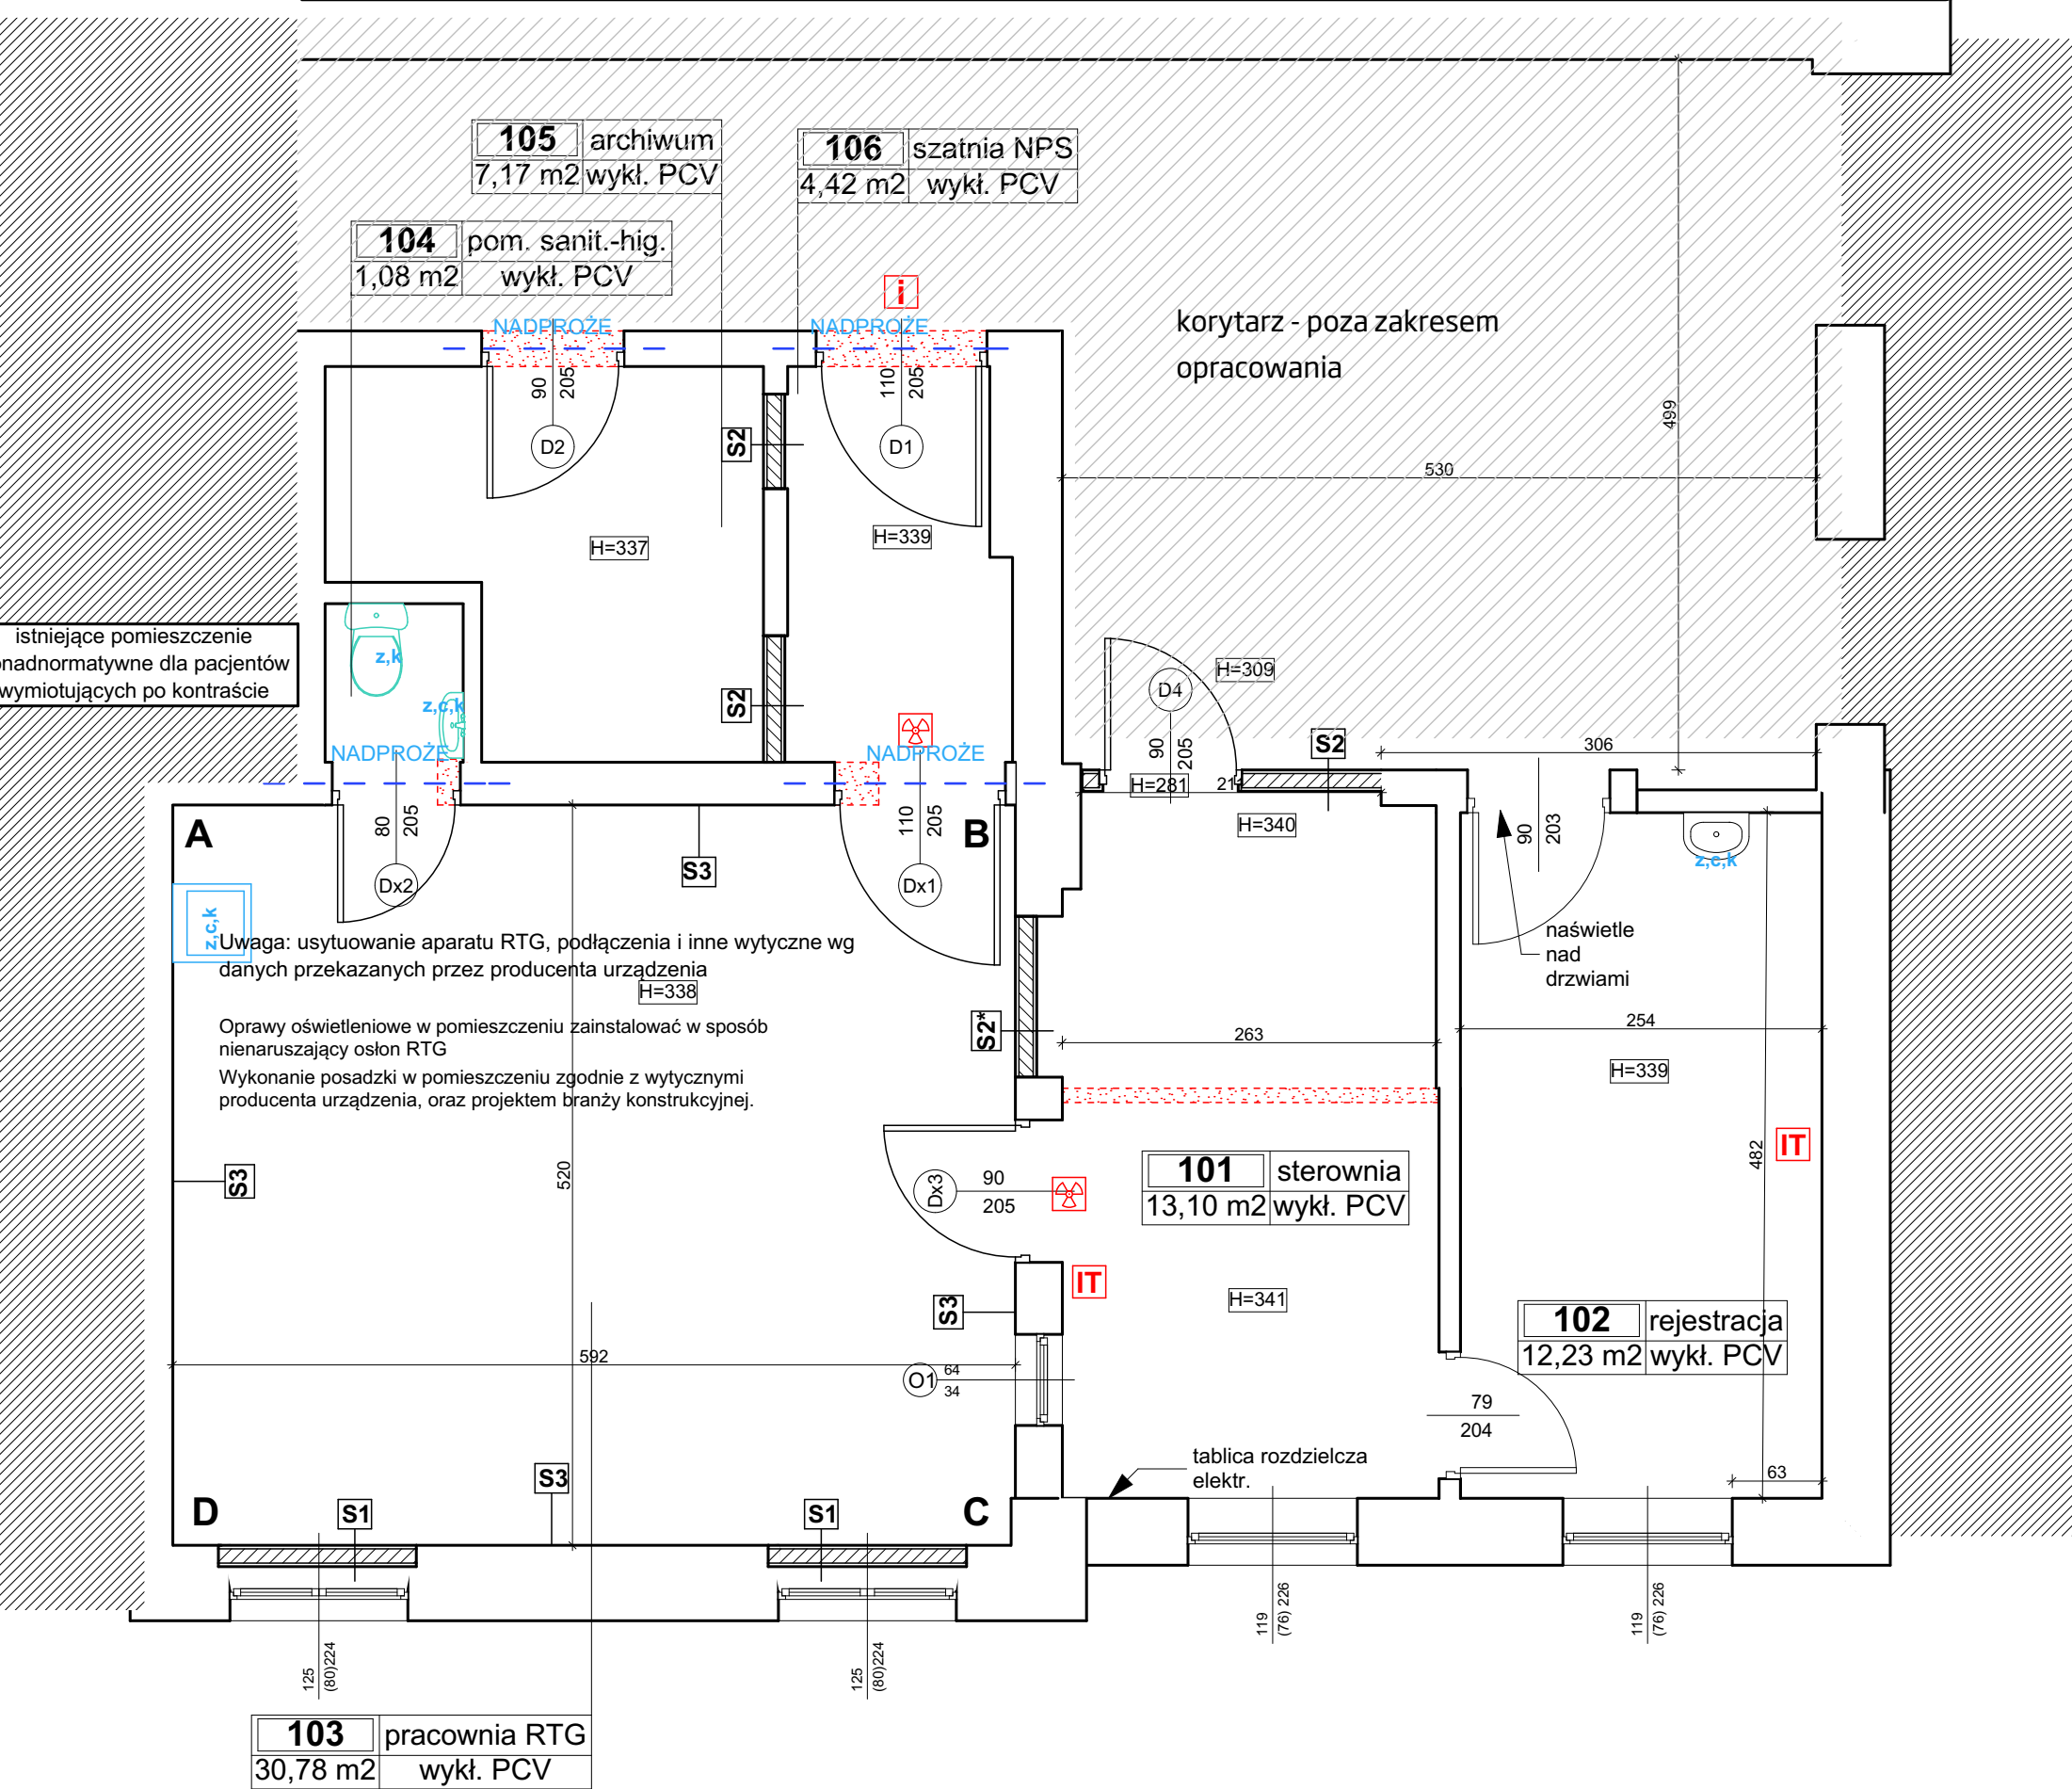 105 archiwum
7,17 m2 wykł. PCV
106 szatnia NPS
4,42 m2 wykł. PCV
104 pom. sanit.-hig.
1,08 m2 wykł. PCV
i
NADPROŻE
NADPROŻE
korytarz - poza zakresem
opracowania
90
205
D2
110
205
D1
S2
499
530
H=337
H=339
istniejące pomieszczenie
wymiotujących po kontraście
dla pacjentów
z,k
z,c,k
S2
NADPROŻE
NADPROŻE
H=309
D4
90
205
S2
306
H=281
211
H=340
A
80
205
Dx2
S3
110
205
Dx1
B
90
203
z,c,k
z,c,k
naświetle
nad
drzwiami
Uwaga: usytuowanie aparatu RTG, podłączenia i inne wytyczne wg
danych przekazanych przez producenta urządzenia
H=338
Oprawy oświetleniowe w pomieszczeniu zainstalować w sposób
nienaruszający osłon RTG
Wykonanie posadzki w pomieszczeniu zgodnie z wytycznymi
producenta urządzenia, oraz projektem branży konstrukcyjnej.
S2*
263
254
H=339
482
IT
S3
520
Dx3
90
205
101 sterownia
13,10 m2 wykł. PCV
IT
H=341
S3
102 rejestracja
12,23 m2 wykł. PCV
592
O1
64
34
79
204
tablica rozdzielcza
elektr.
63
D
S1
S3
S1
C
125
(80)224
125
(80)224
119
(76) 226
119
(76) 226
103 pracownia RTG
30,78 m2 wykł. PCV